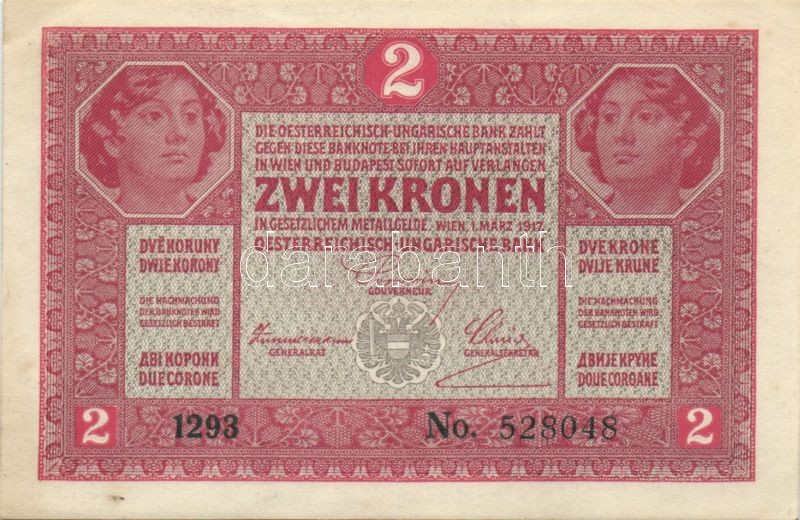 2
DIE OESTERREICHISCH-UNGARISCHE BANK ZAHLT
GEGEN DIESE BANKNOTE BEI IHREN HAUPTANSTALTEN
IN WIEN UND BUDAPEST SOFORT AUF VERLANGEN
ZWEI KRONEN
IN GESETZLICHEM METALLGELDE. WIEN, 1. MÄRZ 1917
OESTERREICHISCH-UNGARISCHE BANK
GOUVERNEUR
GENERALRAT
GENERALSEKRETÄR
DVĚ KORUNY
DWIE KORONY
DIE NACHMACHUNG
DER BANKNOTEN WIRD
GESETZLICH BESTRAFT
ДВІ КОРОНИ
DUE CORONE
DVE KRONE
DVIJE KRUNE
DIE NACHMACHUNG
DER BANKNOTEN WIRD
GESETZLICH BESTRAFT
ДВИЈЕ КРУНЕ
DOUE COROANE
2
1293
No. 528048
2
darabanth